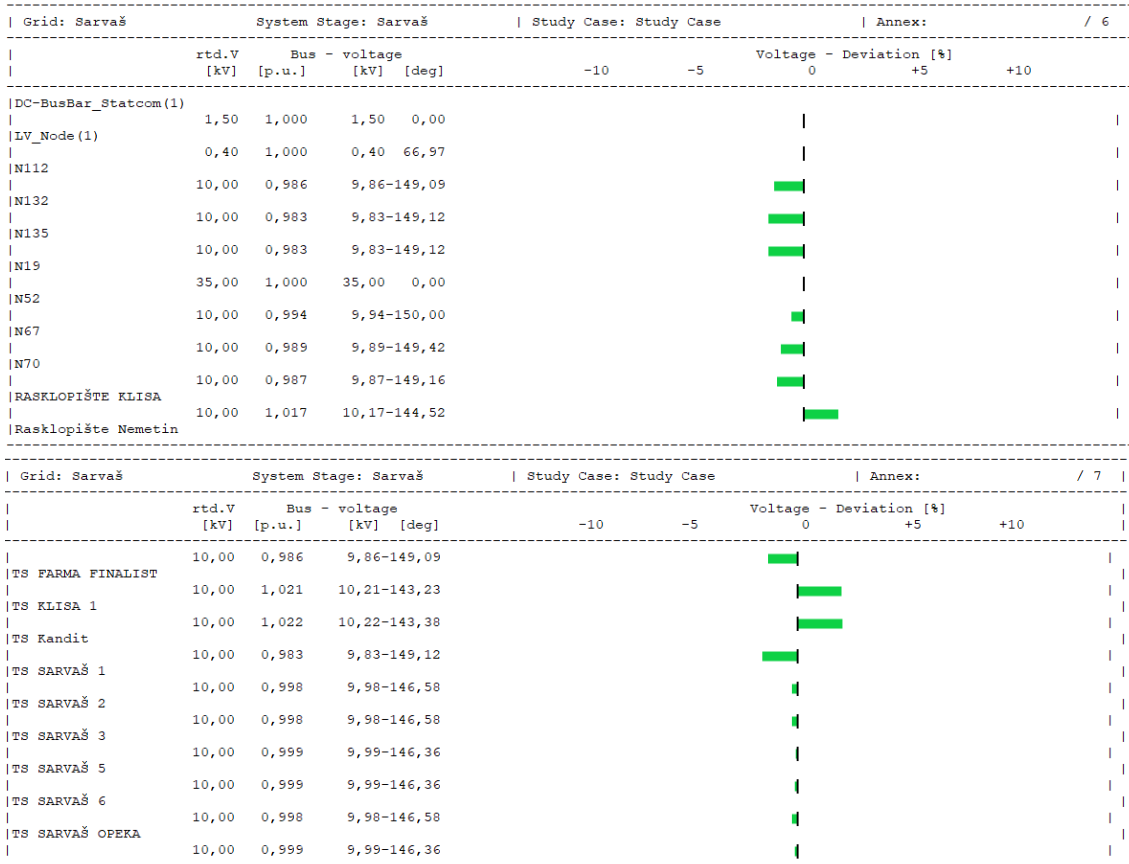 | Grid: Sarvaš System Stage: Sarvaš | Study Case: Study Case | Annex: / 6
| rtd.V Bus - voltage Voltage - Deviation [%]
| [kV] [p.u.] [kV] [deg] -10 -5 0 +5 +10
|DC-BusBar_Statcom(1)
| 1,50 1,000 1,50 0,00 |
|LV_Node(1)
| 0,40 1,000 0,40 66,97 |
|N112
| 10,00 0,986 9,86-149,09 |
|N132
| 10,00 0,983 9,83-149,12 |
|N135
| 10,00 0,983 9,83-149,12 |
|N19
| 35,00 1,000 35,00 0,00 |
|N52
| 10,00 0,994 9,94-150,00 |
|N67
| 10,00 0,989 9,89-149,42 |
|N70
| 10,00 0,987 9,87-149,16 |
|RASKLOPIŠTE KLISA
| 10,00 1,017 10,17-144,52 |
|Rasklopište Nemetin
| Grid: Sarvaš System Stage: Sarvaš | Study Case: Study Case | Annex: / 7 |
| rtd.V Bus - voltage Voltage - Deviation [%] |
| [kV] [p.u.] [kV] [deg] -10 -5 0 +5 +10 |
| 10,00 0,986 9,86-149,09 |
|TS FARMA FINALIST |
| 10,00 1,021 10,21-143,23 |
|TS KLISA 1 |
| 10,00 1,022 10,22-143,38 |
|TS Kandit |
| 10,00 0,983 9,83-149,12 |
|TS SARVAŠ 1 |
| 10,00 0,998 9,98-146,58 |
|TS SARVAŠ 2 |
| 10,00 0,998 9,98-146,58 |
|TS SARVAŠ 3 |
| 10,00 0,999 9,99-146,36 |
|TS SARVAŠ 5 |
| 10,00 0,999 9,99-146,36 |
|TS SARVAŠ 6 |
| 10,00 0,998 9,98-146,58 |
|TS SARVAŠ OPEKA |
| 10,00 0,999 9,99-146,36 |